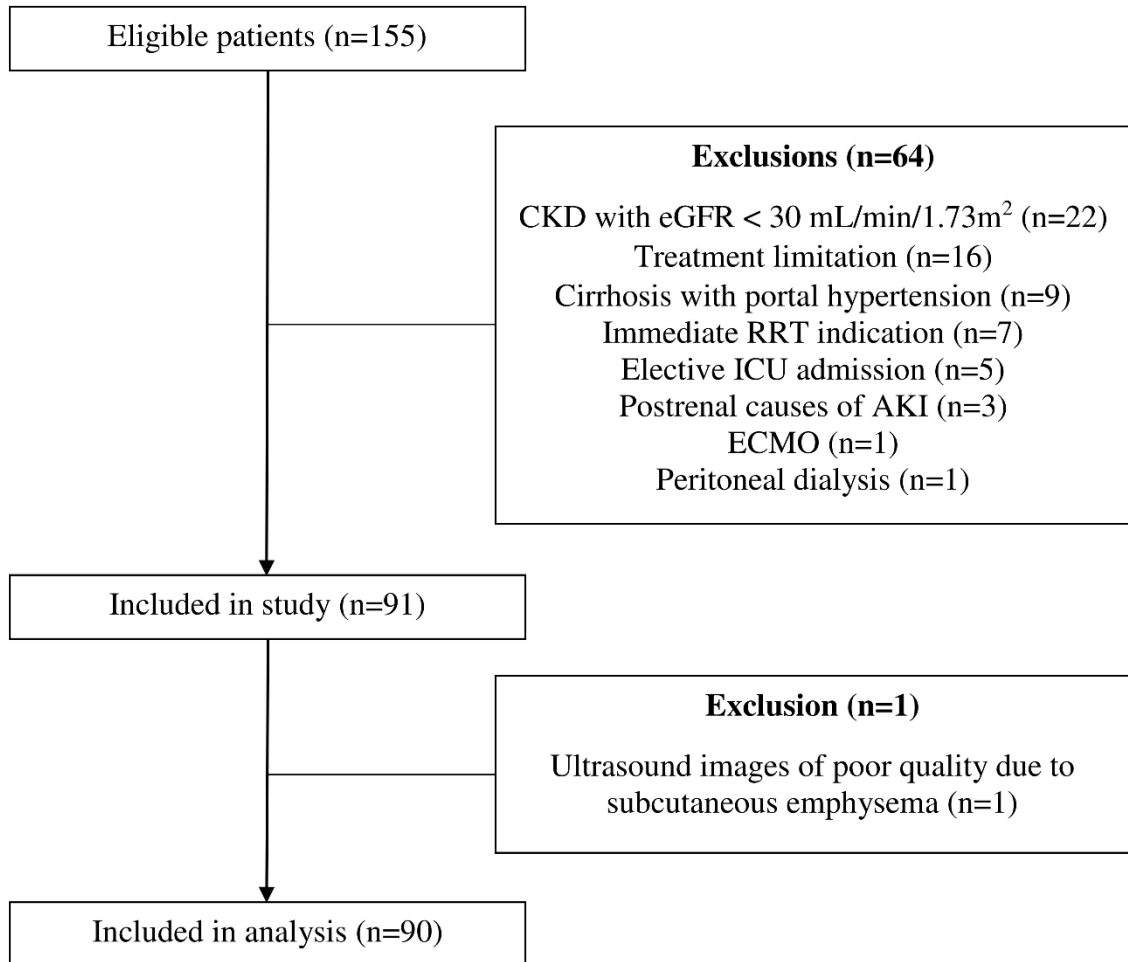 Eligible patients (n=155)
Exclusions (n=64)
CKD with eGFR < 30 mL/min/1.73m² (n=22)
Treatment limitation (n=16)
Cirrhosis with portal hypertension (n=9)
Immediate RRT indication (n=7)
Elective ICU admission (n=5)
Postrenal causes of AKI (n=3)
ECMO (n=1)
Peritoneal dialysis (n=1)
Included in study (n=91)
Exclusion (n=1)
Ultrasound images of poor quality due to
subcutaneous emphysema (n=1)
Included in analysis (n=90)